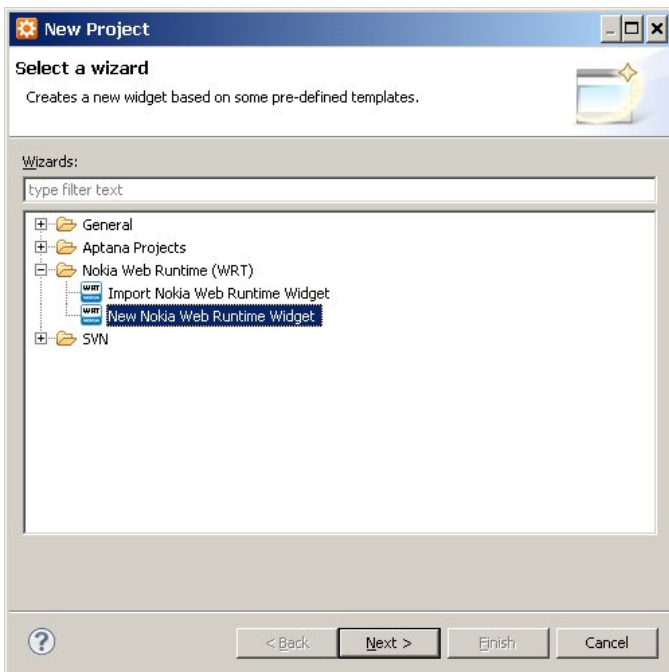 New Project
Select a wizard
Creates a new widget based on some pre-defined templates.
Wizards:
type filter text
General
Aptana Projects
Nokia Web Runtime (WRT)
WRT Import Nokia Web Runtime Widget
WRT New Nokia Web Runtime Widget
SVN
? < Back Next > Finish Cancel